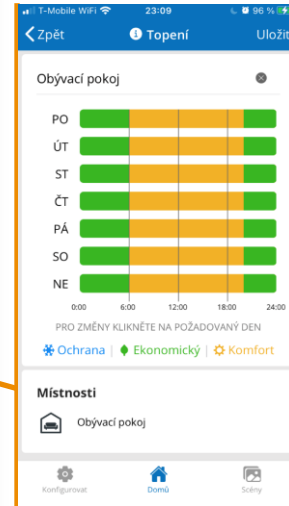 T-Mobile WiFi 23:09 96 %
Zpět Topení Uložit
Obývací pokoj
PO
ÚT
ST
ČT
PÁ
SO
NE
0:00 6:00 12:00 18:00 24:00
PRO ZMĚNY KLIKNĚTE NA POŽADOVANÝ DEN
Ochrana | Ekonomický | Komfort
Místnosti
Obývací pokoj
Konfigurovat Domů Scény